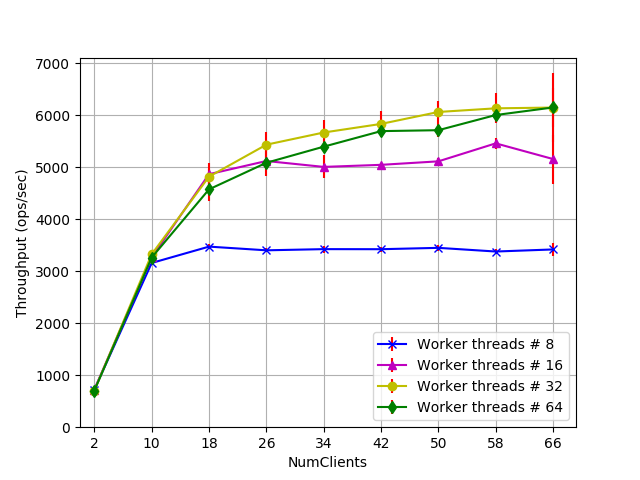 7000
6000
5000
4000
3000
2000
1000
0
Throughput (ops/sec)
Worker threads # 8
Worker threads # 16
Worker threads # 32
Worker threads # 64
2 10 18 26 34 42 50 58 66
NumClients